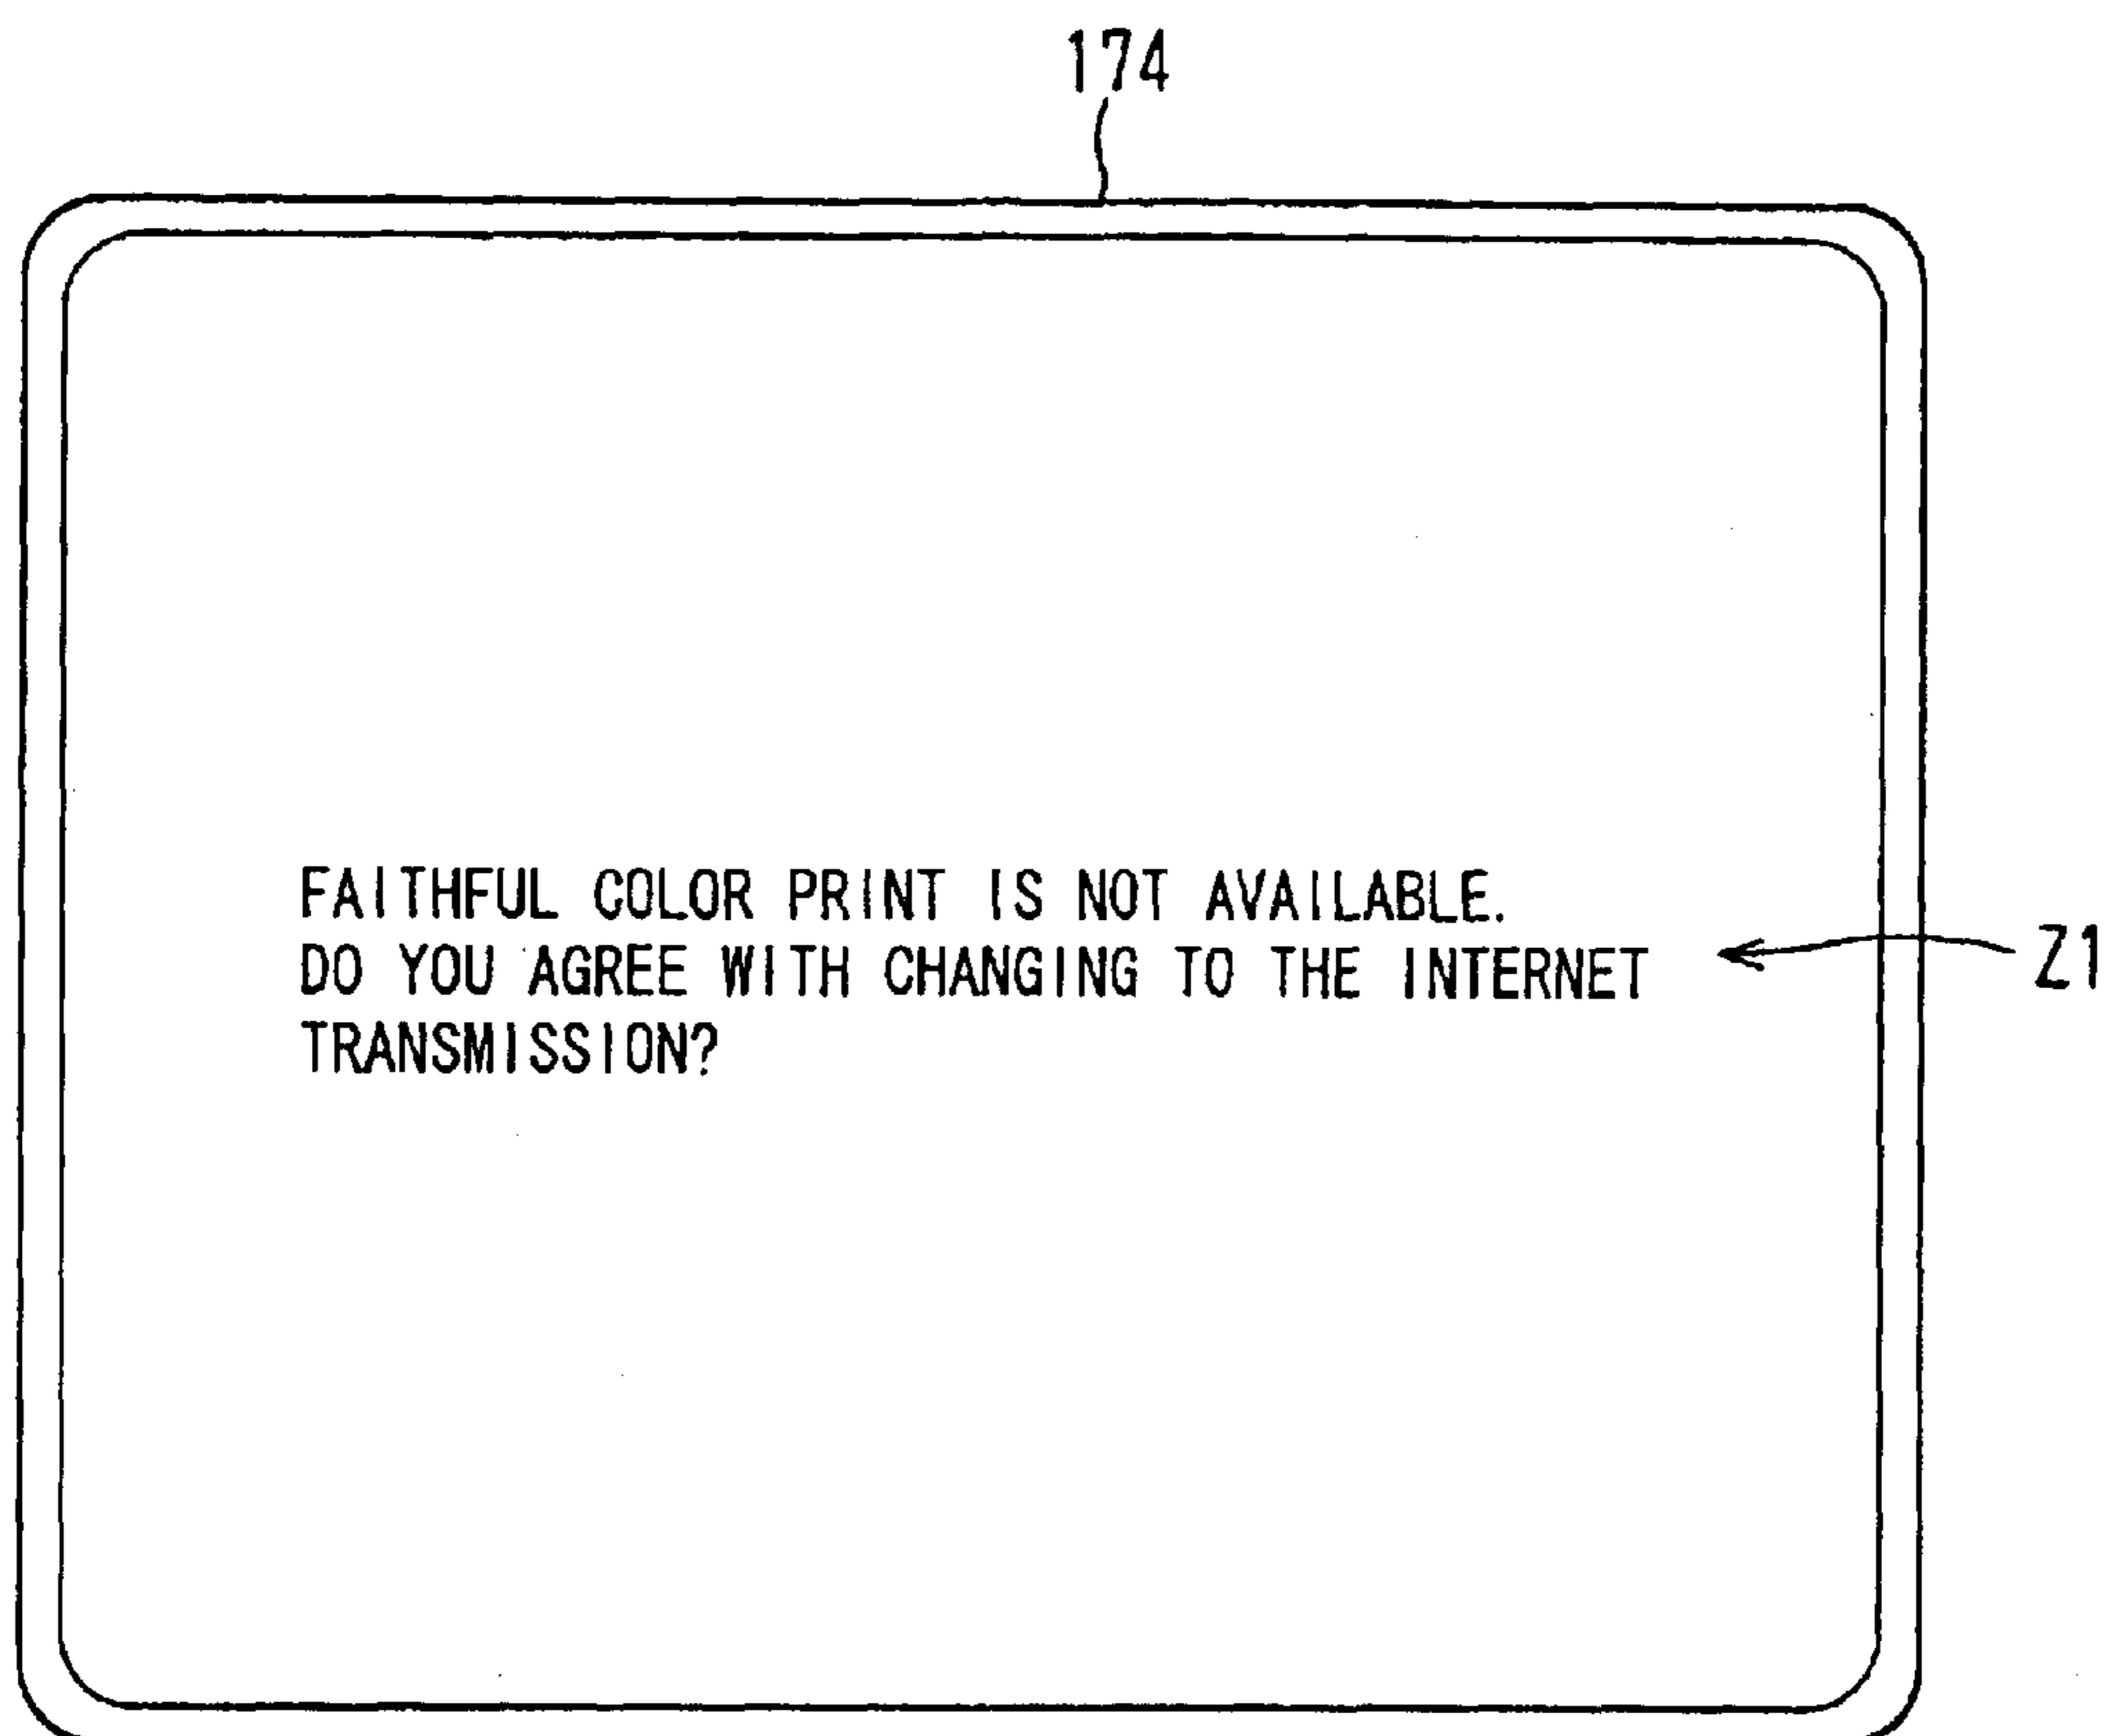 174
FAITHFUL COLOR PRINT IS NOT AVAILABLE.
DO YOU AGREE WITH CHANGING TO THE INTERNET
TRANSMISSION?
Z1